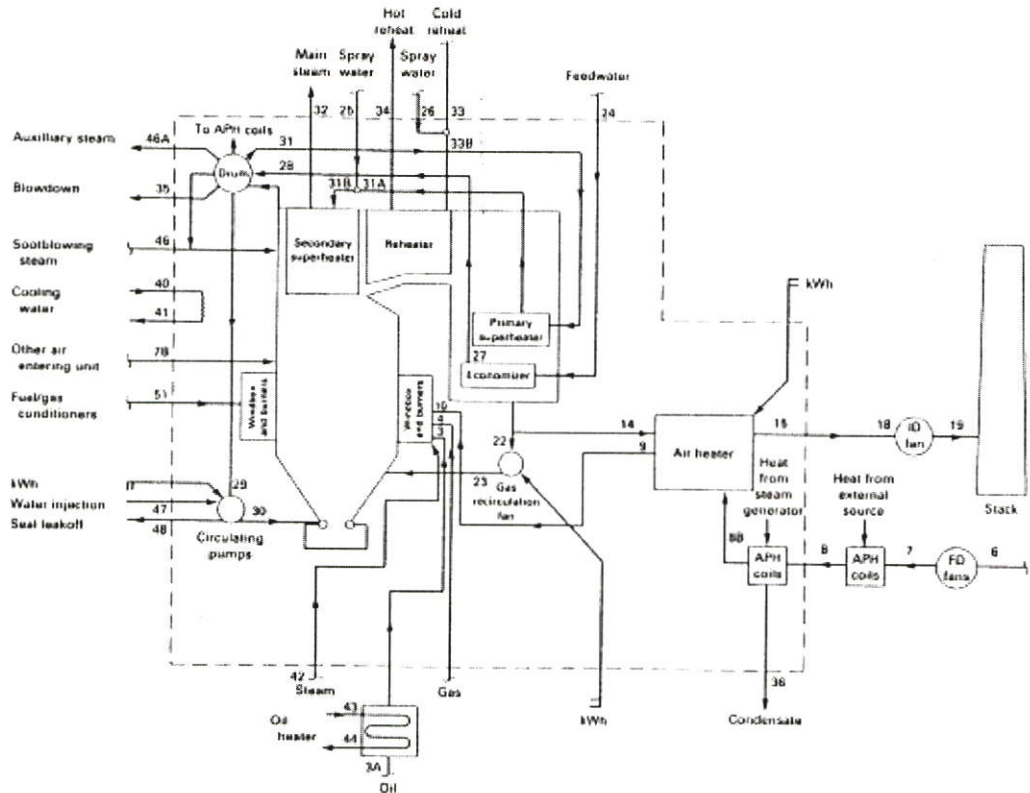 Hot
reheat
Cold
reheat
Main
steam
Spray
water
Spray
water
Feedwater
32
25
34
26
33
24
Auxilliary steam
46A
To APH coils
31
33B
28
Drum
31B
31A
Blowdown
35
Secondary
superheater
Reheater
Sootblowing
steam
46
kWh
Cooling
water
40
41
Primary
superheater
Other air
entering unit
78
27
Economizer
Fuel/gas
conditioners
51
Windbox
and burners
Windbox
and burners
10
4
3
14
9
Air heater
15
18
ID
fan
19
22
23
Gas
recirculation
fan
Heat
from
steam
generator
Heat from
external
source
Stack
kWh
Water injection
Seal leakoff
47
48
29
30
Circulating
pumps
8B
APH
coils
8
APH
coils
7
FD
fans
6
42
Steam
Gas
36
Oil
heater
43
44
kWh
Condensate
3A
Oil